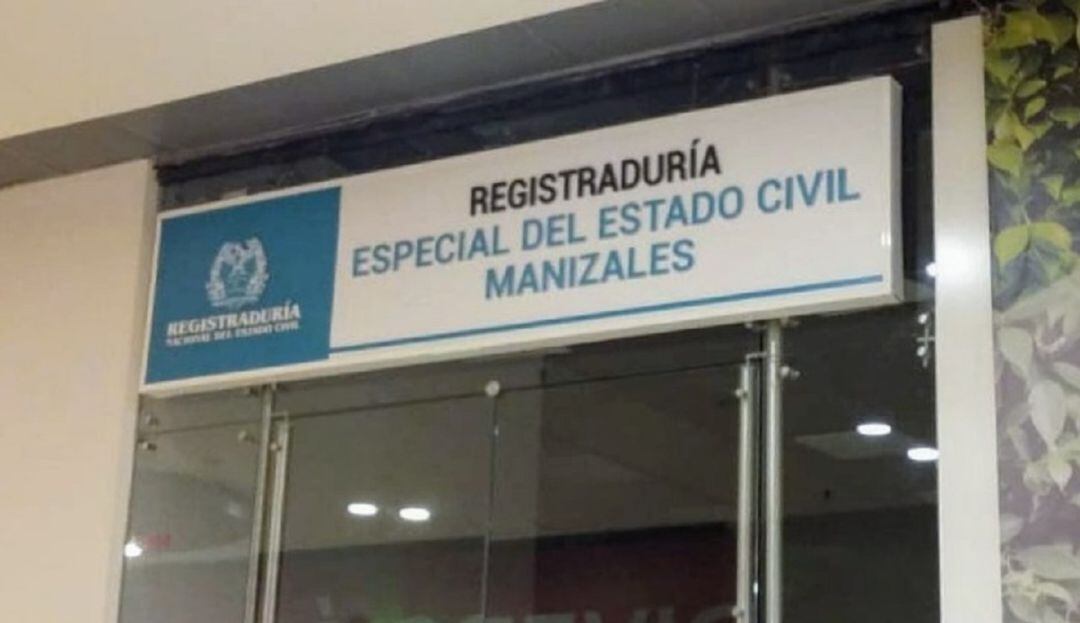 REGISTRADURÍA
NACIONAL DEL ESTADO CIVIL
REGISTRADURÍA
ESPECIAL DEL ESTADO CIVIL
MANIZALES